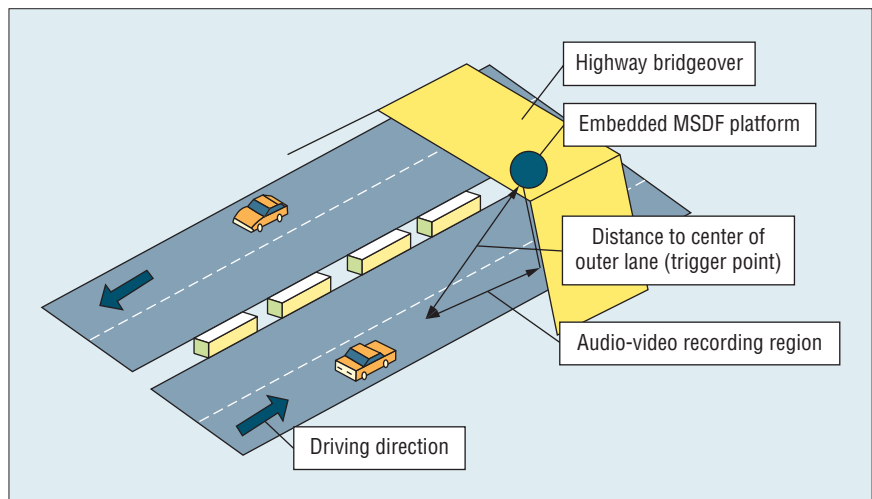 Highway bridgeover
Embedded MSDF platform
Distance to center of
outer lane (trigger point)
Audio-video recording region
Driving direction